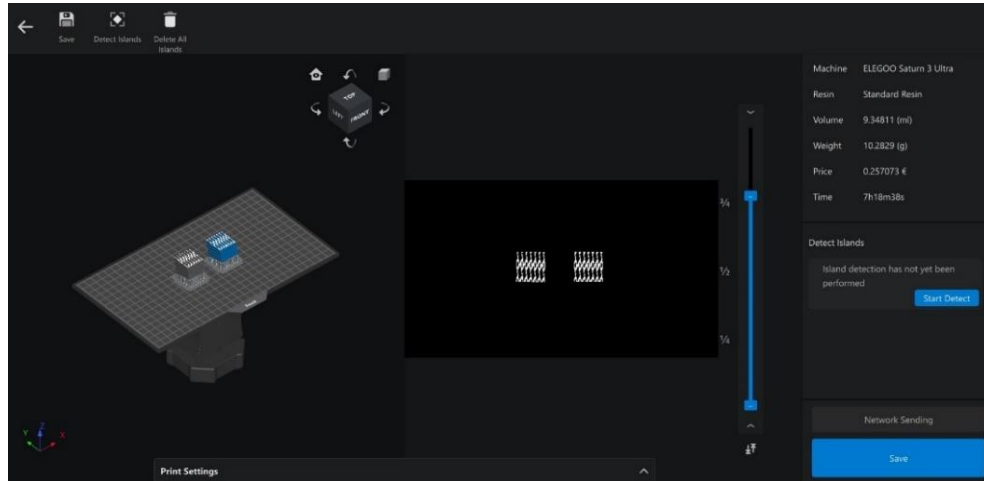 Save
Detect Islands
Delete All
Islands
TOP
LEFT
FRONT
Z
Y
X
3/4
1/2
1/4
Machine ELEGOO Saturn 3 Ultra
Resin Standard Resin
Volume 9.34811 (ml)
Weight 10.2829 (g)
Price 0.257073 €
Time 7h18m38s
Detect Islands
Island detection has not yet been
performed
Start Detect
Network Sending
Save
Print Settings